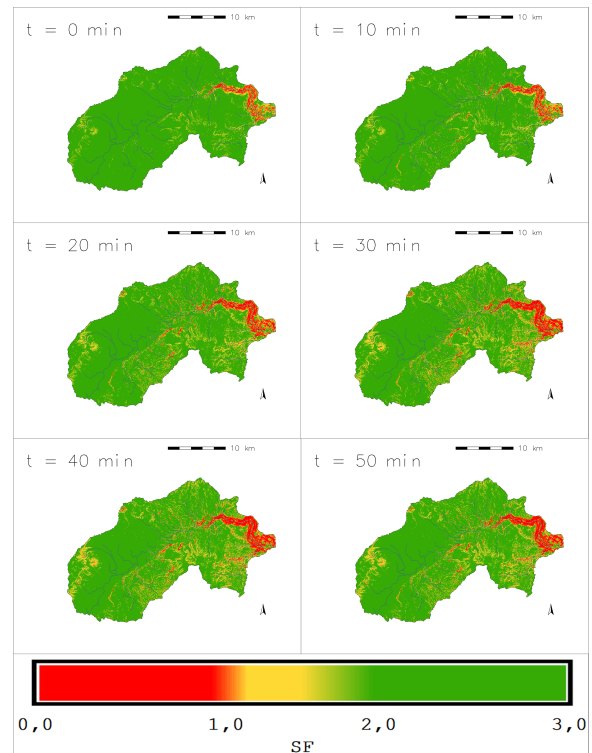 10 km
t = 0 min
10 km
t = 10 min
10 km
t = 20 min
10 km
t = 30 min
10 km
t = 40 min
10 km
t = 50 min
0,0 1,0 2,0 3,0
SF